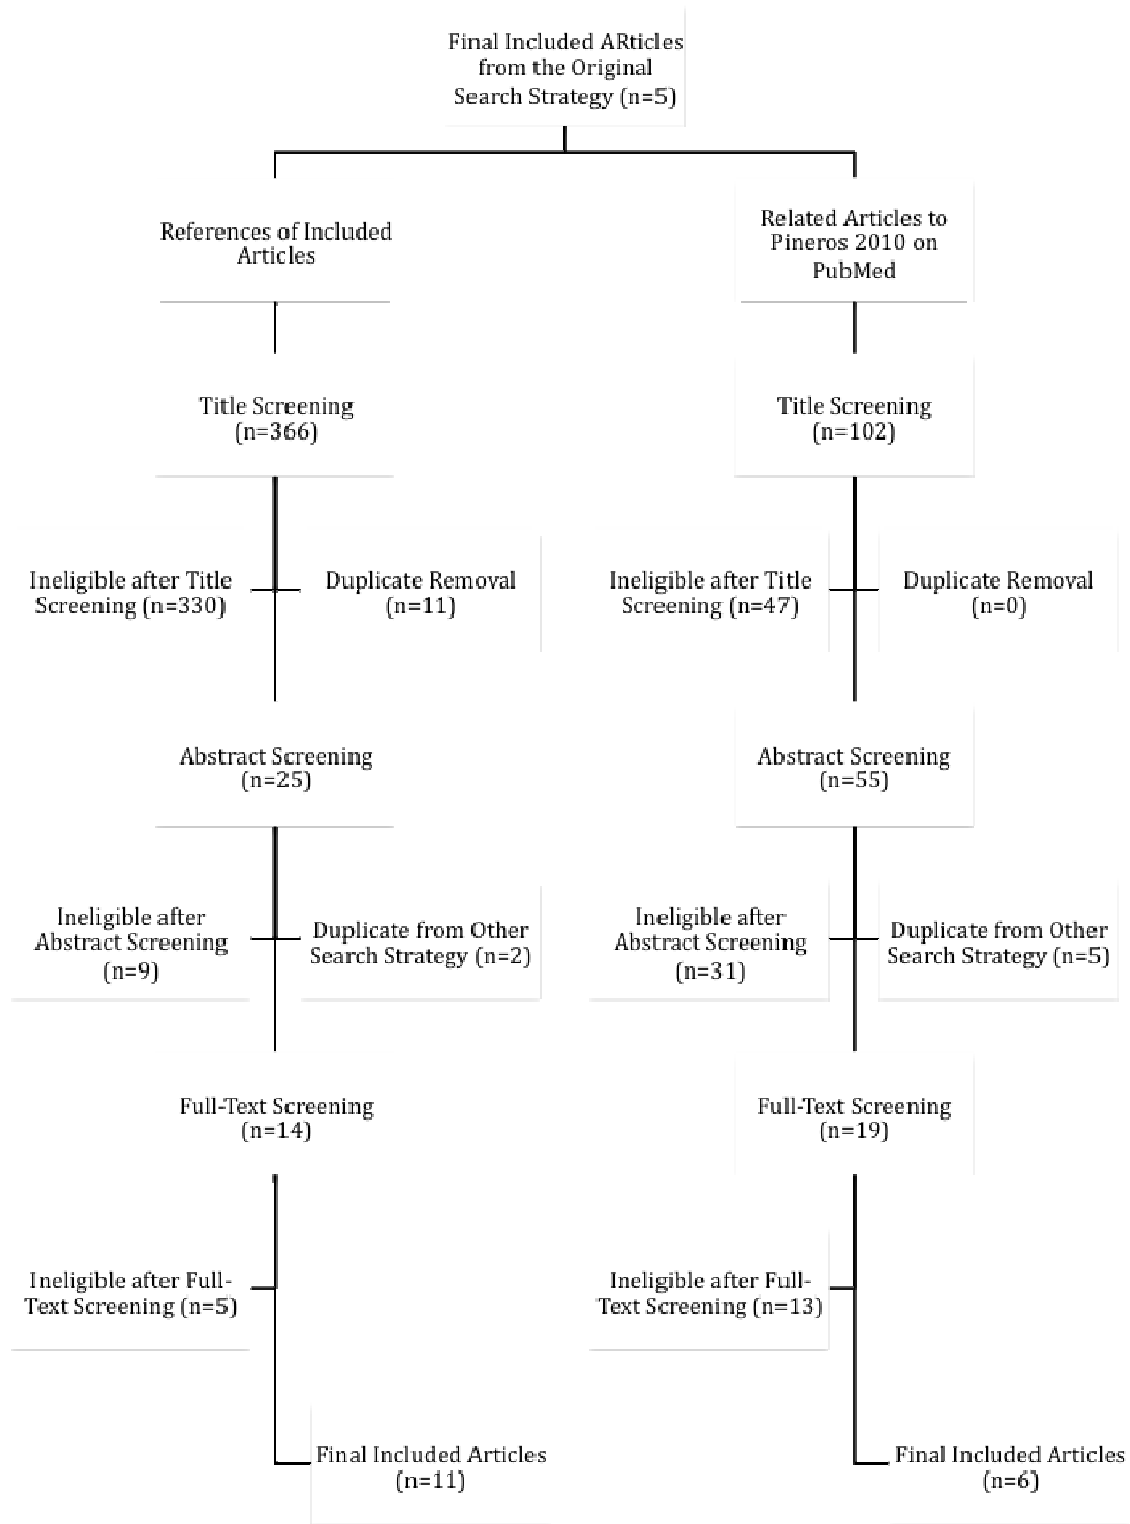 Final Included ARticles
from the Original
Search Strategy (n=5)
References of Included
Articles
Related Articles to
Pineros 2010 on
PubMed
Title Screening
(n=366)
Title Screening
(n=102)
Ineligible after Title
Screening (n=330)
Duplicate Removal
(n=11)
Ineligible after Title
Screening (n=47)
Duplicate Removal
(n=0)
Abstract Screening
(n=25)
Abstract Screening
(n=55)
Ineligible after
Abstract Screening
(n=9)
Duplicate from Other
Search Strategy (n=2)
Ineligible after
Abstract Screening
(n=31)
Duplicate from Other
Search Strategy (n=5)
Full-Text Screening
(n=14)
Full-Text Screening
(n=19)
Ineligible after Full-
Text Screening (n=5)
Ineligible after Full-
Text Screening (n=13)
Final Included Articles
(n=11)
Final Included Articles
(n=6)